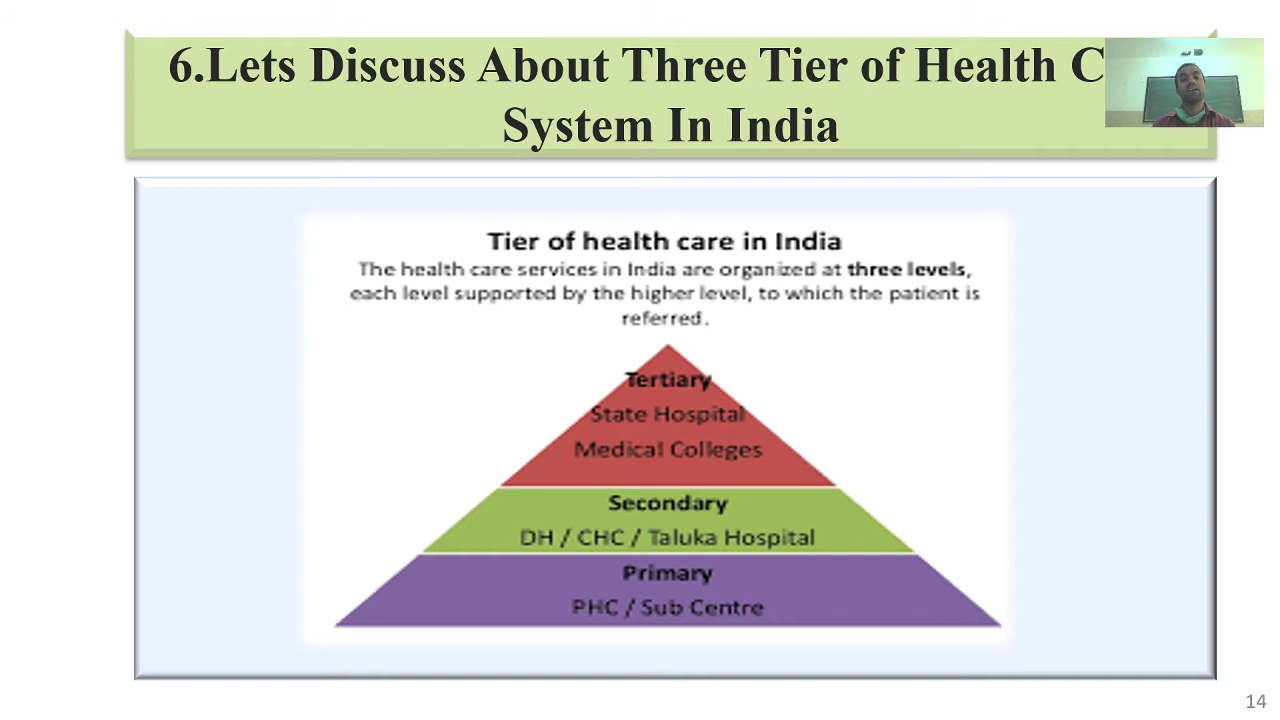 6.Lets Discuss About Three Tier of Health C
System In India
Tier of health care in India
The health care services in India are organized at three levels,
each level supported by the higher level, to which the patient is
referred.
Tertiary
State Hospital
Medical Colleges
Secondary
DH / CHC / Taluka Hospital
Primary
PHC / Sub Centre
14